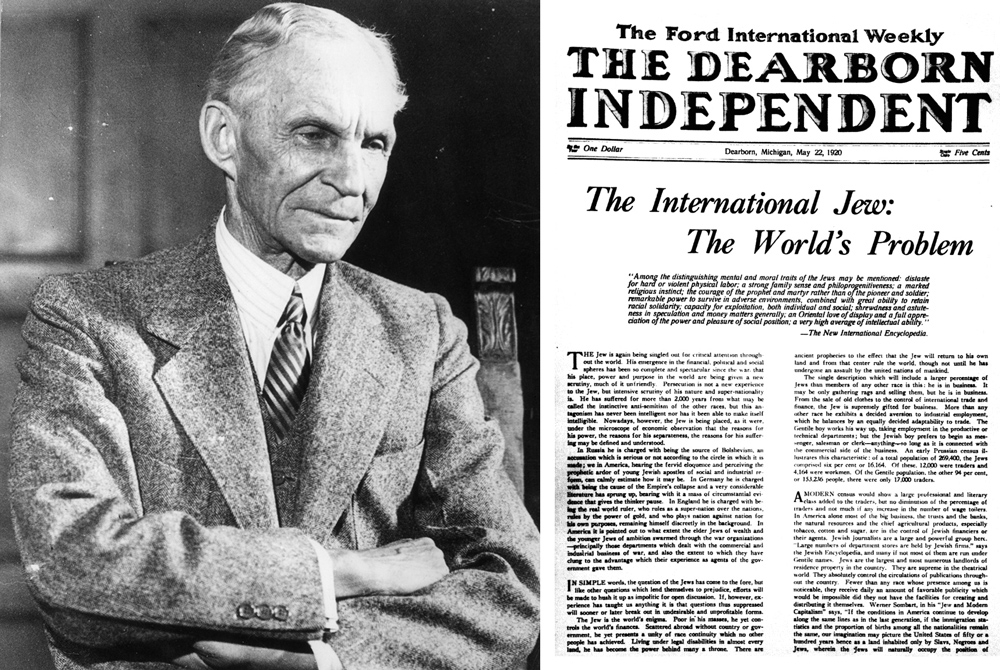 The Ford International Weekly
THE DEARBORN
INDEPENDENT
One Dollar
Dearborn, Michigan, May 22, 1920
Five Cents
The International Jew:
The World's Problem
"Among the distinguishing mental and moral traits of the Jews may be mentioned: distaste
for hard or violent physical labor; a strong family sense and philoprogenitiveness; a marked
religious instinct; the courage of the prophet and martyr rather than of the pioneer and soldier;
remarkable power to survive in adverse environments, combined with great ability to retain
racial solidarity; capacity for exploitation, both individual and social; shrewdness and astute-
ness in speculation and money matters generally; an Oriental love of display and a full appre-
ciation of the power and pleasure of social position; a very high average of intellectual ability."
—The New International Encyclopedia.
THE Jew is again being singled out for critical attention through-
out the world. His emergence in the financial, political and social
spheres has been so complete and spectacular since the war, that
his place, power and purpose in the world are being given a new
scrutiny, much of it unfriendly. Persecution is not a new experience
to the Jew, but intensive scrutiny of his nature and super-nationality
is. He has suffered for more than 2,000 years from what may be
called the instinctive anti-semitism of the other races, but this an-
tagonism has never been intelligent nor has it been able to make itself
intelligible. Nowadays, however, the Jew is being placed, as it were,
under the microscope of economic observation that the reasons for
his power, the reasons for his separateness, the reasons for his suffer-
ing may be defined and understood.
In Russia he is charged with being the source of Bolshevism, an
accusation which is serious or not according to the circle in which it is
made; we in America, hearing the fervid eloquence and perceiving the
prophetic ardor of young Jewish apostles of social and industrial re-
form, can calmly estimate how it may be. In Germany he is charged
with being the cause of the Empire's collapse and a very considerable
literature has sprung up, bearing with it a mass of circumstantial evi-
dence that gives the thinker pause. In England he is charged with be-
ing the real world ruler, who rules as a super-nation over the nations,
rules by the power of gold, and who plays nation against nation for
his own purposes, remaining himself discreetly in the background. In
America it is pointed out to what extent the elder Jews of wealth and
the younger Jews of ambition swarmed through the war organizations
—principally those departments which dealt with the commercial and
industrial business of war, and also the extent to which they have
clung to the advantage which their experience as agents of the gov-
ernment gave them.
IN SIMPLE words, the question of the Jews has come to the fore, but
like other questions which lend themselves to prejudice, efforts will
be made to hush it up as impolitic for open discussion. If, however, ex-
perience has taught us anything it is that questions thus suppressed
will sooner or later break out in undesirable and unprofitable forms.
The Jew is the world's enigma. Poor in his masses, he yet con-
trols the world's finances. Scattered abroad without country or gov-
ernment, he yet presents a unity of race continuity which no other
people has achieved. Living under legal disabilities in almost every
land, he has become the power behind many a throne. There are
ancient prophecies to the effect that the Jew will return to his own
land and from that center rule the world, though not until he has
undergone an assault by the united nations of mankind.
The single description which will include a larger percentage of
Jews than members of any other race is this: he is in business. It
may be only gathering rags and selling them, but he is in business.
From the sale of old clothes to the control of international trade and
finance, the Jew is supremely gifted for business. More than any
other race he exhibits a decided aversion to industrial employment,
which he balances by an equally decided adaptability to trade. The
Gentile boy works his way up, taking employment in the productive or
technical departments; but the Jewish boy prefers to begin as mes-
senger, salesman or clerk—anything—so long as it is connected with
the commercial side of the business. An early Prussian census il-
lustrates this characteristic: of a total population of 269,400, the Jews
comprised six per cent or 16,164. Of these, 12,000 were traders and
4,164 were workmen. Of the Gentile population, the other 94 per cent,
or 153,236 people, there were only 17,000 traders.
A MODERN census would show a large professional and literary
class added to the traders, but no diminution of the percentage of
traders and not much if any increase in the number of wage toilers.
In America alone most of the big business, the trusts and the banks,
the natural resources and the chief agricultural products, especially
tobacco, cotton and sugar, are in the control of Jewish financiers or
their agents. Jewish journalists are a large and powerful group here.
"Large numbers of department stores are held by Jewish firms," says
the Jewish Encyclopedia, and many if not most of them are run under
Gentile names. Jews are the largest and most numerous landlords of
residence property in the country. They are supreme in the theatrical
world. They absolutely control the circulations of publications through-
out the country. Fewer than any race whose presence among us is
noticeable, they receive daily an amount of favorable publicity which
would be impossible did they not have the facilities for creating and
distributing it themselves. Werner Sombart, in his "Jew and Modern
Capitalism" says, "If the conditions in America continue to develop
along the same lines as in the last generation, if the immigration sta-
tistics and the proportion of births among all the nationalities remain
the same, our imagination may picture the United States of fifty or a
hundred years hence as a land inhabited only by Slavs, Negroes and
Jews, wherein the Jews will naturally occupy the position of